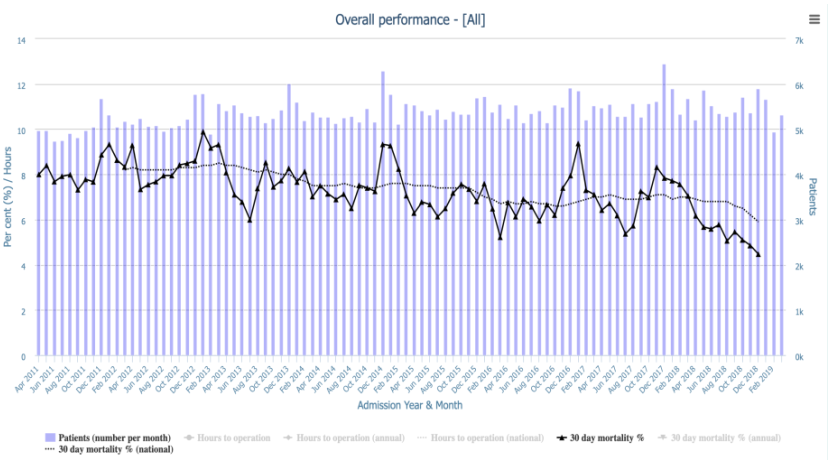 Overall performance - [All]
14
12
10
8
6
4
2
0
Per cent (%) / Hours
7k
6k
5k
4k
3k
2k
1k
0k
Patients
Apr 2011
Jun 2011
Aug 2011
Oct 2011
Dec 2011
Feb 2012
Apr 2012
Jun 2012
Aug 2012
Oct 2012
Dec 2012
Feb 2013
Apr 2013
Jun 2013
Aug 2013
Oct 2013
Dec 2013
Feb 2014
Apr 2014
Jun 2014
Aug 2014
Oct 2014
Dec 2014
Feb 2015
Apr 2015
Jun 2015
Aug 2015
Oct 2015
Dec 2015
Feb 2016
Apr 2016
Jun 2016
Aug 2016
Oct 2016
Dec 2016
Feb 2017
Apr 2017
Jun 2017
Aug 2017
Oct 2017
Dec 2017
Feb 2018
Apr 2018
Jun 2018
Aug 2018
Oct 2018
Dec 2018
Feb 2019
Admission Year & Month
Patients (number per month) Hours to operation Hours to operation (annual) Hours to operation (national) 30 day mortality % 30 day mortality % (annual)
30 day mortality % (national)